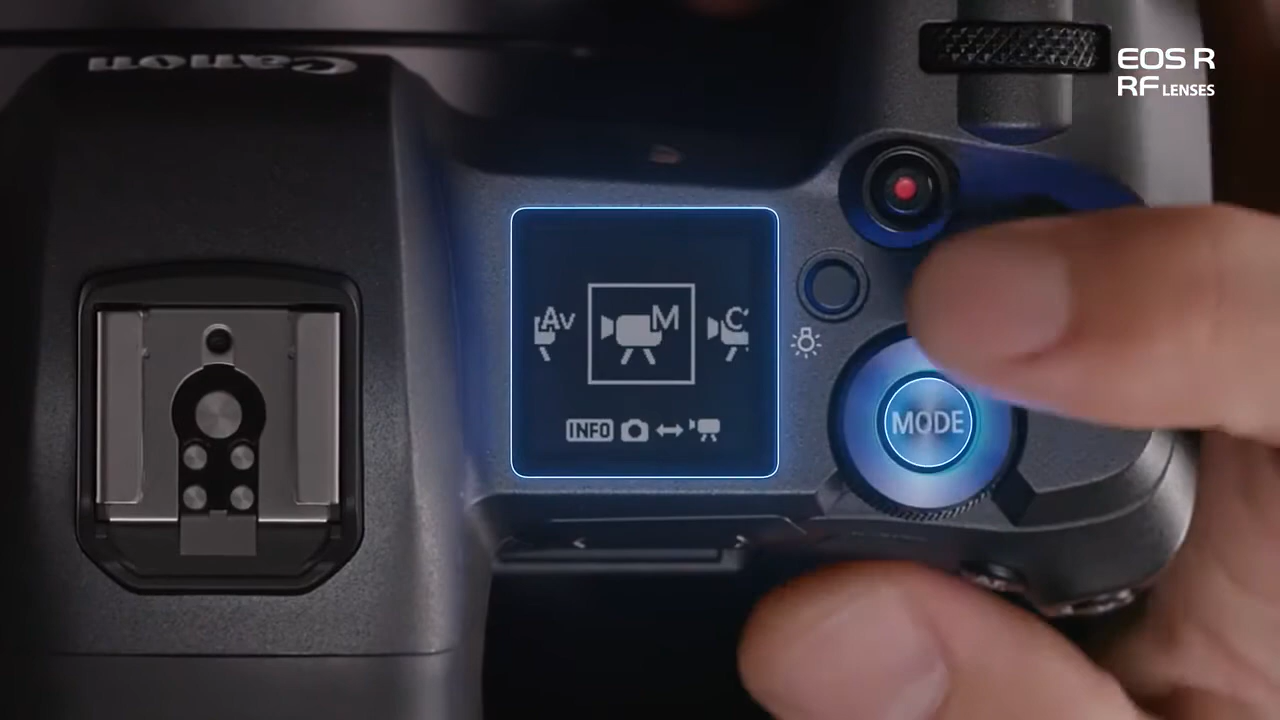 Canon
EOS R
RF LENSES
Av
M
C
MODE
INFO